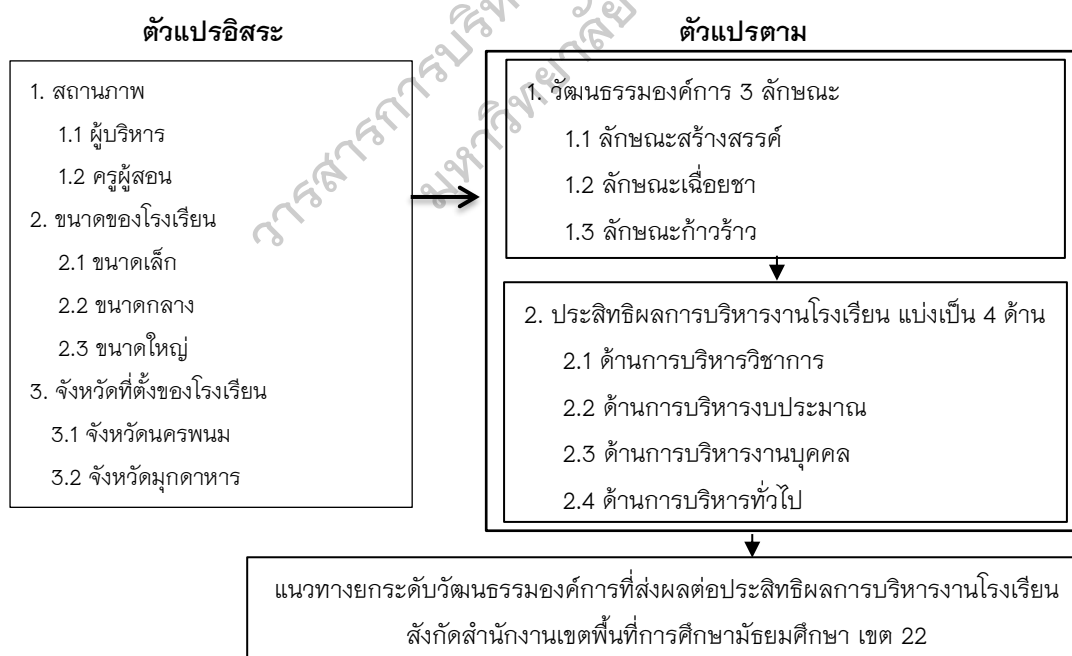 วารสารการบริห
มหาวิทยาลัย
ตัวแปรอิสระ
1. สถานภาพ
1.1 ผู้บริหาร
1.2 ครูผู้สอน
2. ขนาดของโรงเรียน
2.1 ขนาดเล็ก
2.2 ขนาดกลาง
2.3 ขนาดใหญ่
3. จังหวัดที่ตั้งของโรงเรียน
3.1 จังหวัดนครพนม
3.2 จังหวัดมุกดาหาร
ตัวแปรตาม
1. วัฒนธรรมองค์การ 3 ลักษณะ
1.1 ลักษณะสร้างสรรค์
1.2 ลักษณะเฉื่อยชา
1.3 ลักษณะก้าวร้าว
2. ประสิทธิผลการบริหารงานโรงเรียน แบ่งเป็น 4 ด้าน
2.1 ด้านการบริหารวิชาการ
2.2 ด้านการบริหารงบประมาณ
2.3 ด้านการบริหารงานบุคคล
2.4 ด้านการบริหารทั่วไป
แนวทางยกระดับวัฒนธรรมองค์การที่ส่งผลต่อประสิทธิผลการบริหารงานโรงเรียน
สังกัดสำนักงานเขตพื้นที่การศึกษามัธยมศึกษา เขต 22